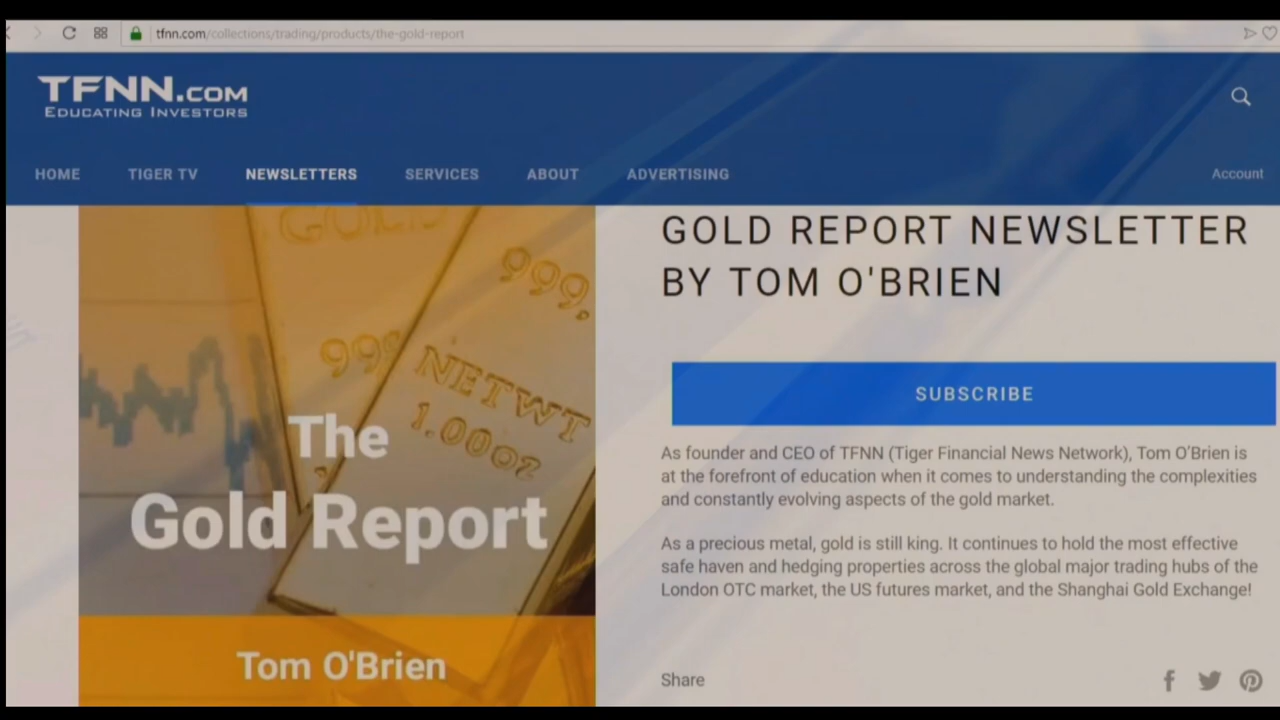 tfnn.com/collections/trading/products/the-gold-report
TFNN.COM
EDUCATING INVESTORS
HOME TIGER TV NEWSLETTERS SERVICES ABOUT ADVERTISING Account
GOLD REPORT NEWSLETTER
BY TOM O'BRIEN
SUBSCRIBE
As founder and CEO of TFNN (Tiger Financial News Network), Tom O'Brien is
at the forefront of education when it comes to understanding the complexities
and constantly evolving aspects of the gold market.
As a precious metal, gold is still king. It continues to hold the most effective
safe haven and hedging properties across the global major trading hubs of the
London OTC market, the US futures market, and the Shanghai Gold Exchange!
Share
GOLD
999.
999
NETWT
1.00OZ
The
Gold Report
Tom O'Brien